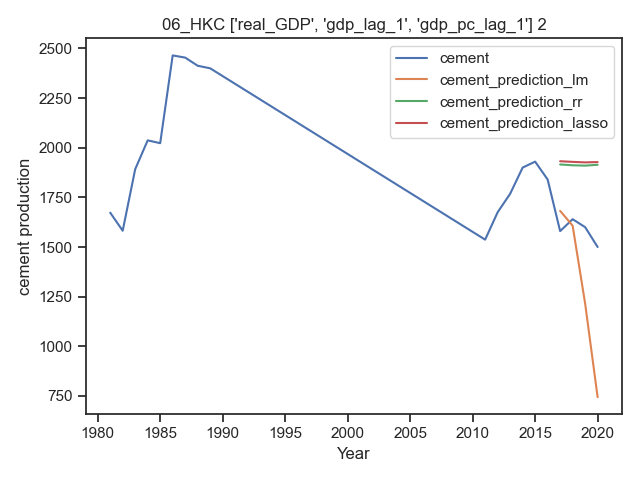 06_HKC ['real_GDP', 'gdp_lag_1', 'gdp_pc_lag_1'] 2
cement
cement_prediction_lm
cement_prediction_rr
cement_prediction_lasso
cement production
2500
2250
2000
1750
1500
1250
1000
750
1980 1985 1990 1995 2000 2005 2010 2015 2020
Year